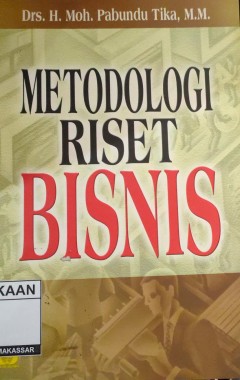 Drs. H. Moh. Pabundu Tika, M.M.
METODOLOGI
RISET
BISNIS
KAAN
MAKASSAR